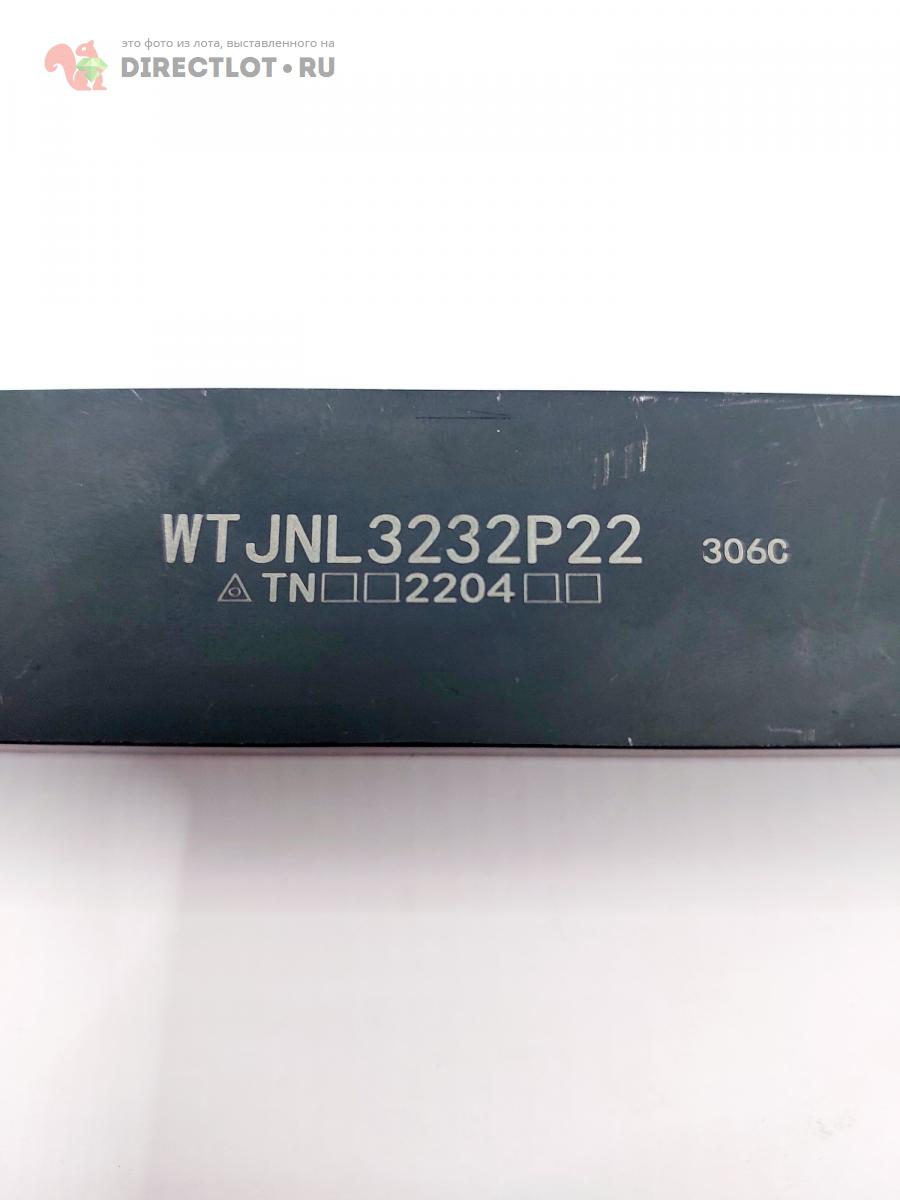 это фото из лота, выставленного на
DIRECTLOT•RU
WTJNL3232P22 306C
TN□□2204□□